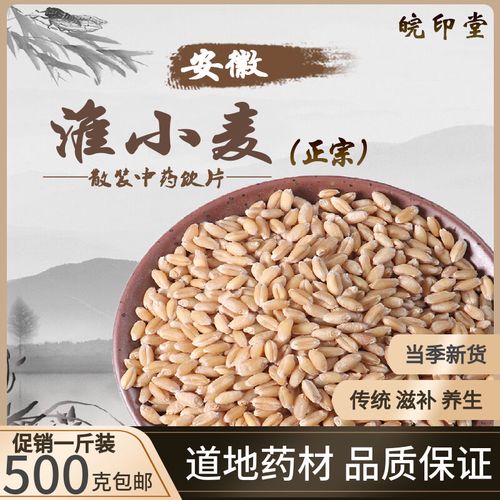 皖印堂
安徽
淮小麦
(正宗)
散装中药饮片
当季新货
传统 滋补 养生
促销一斤装
500克包邮
道地药材 品质保证